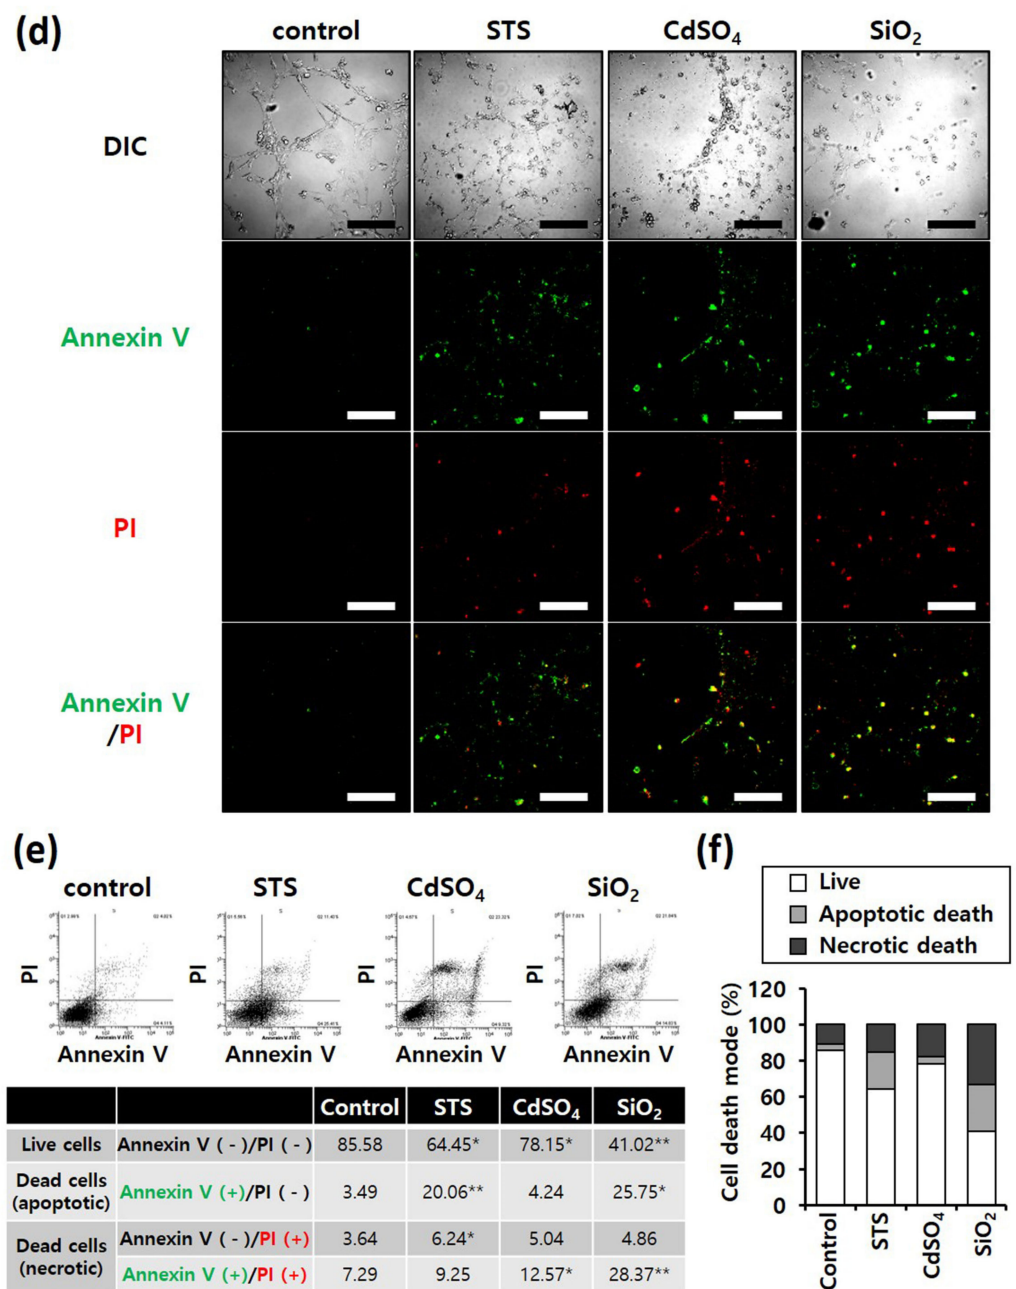 (d)
control STS CdSO₄ SiO₂
DIC
Annexin V
PI
Annexin V
/PI
(e)
control STS CdSO₄ SiO₂
PI PI PI PI
Annexin V Annexin V Annexin V Annexin V
Control STS CdSO₄ SiO₂
Live cells Annexin V ( - )/PI ( - ) 85.58 64.45* 78.15* 41.02**
Dead cells
(apoptotic) Annexin V (+)/PI ( - ) 3.49 20.06** 4.24 25.75*
Dead cells
(necrotic) Annexin V ( - )/PI (+) 3.64 6.24* 5.04 4.86
Annexin V (+)/PI (+) 7.29 9.25 12.57* 28.37**
(f)
Live
Apoptotic death
Necrotic death
Cell death mode (%)
120
100
80
60
40
20
0
Control STS CdSO₄ SiO₂